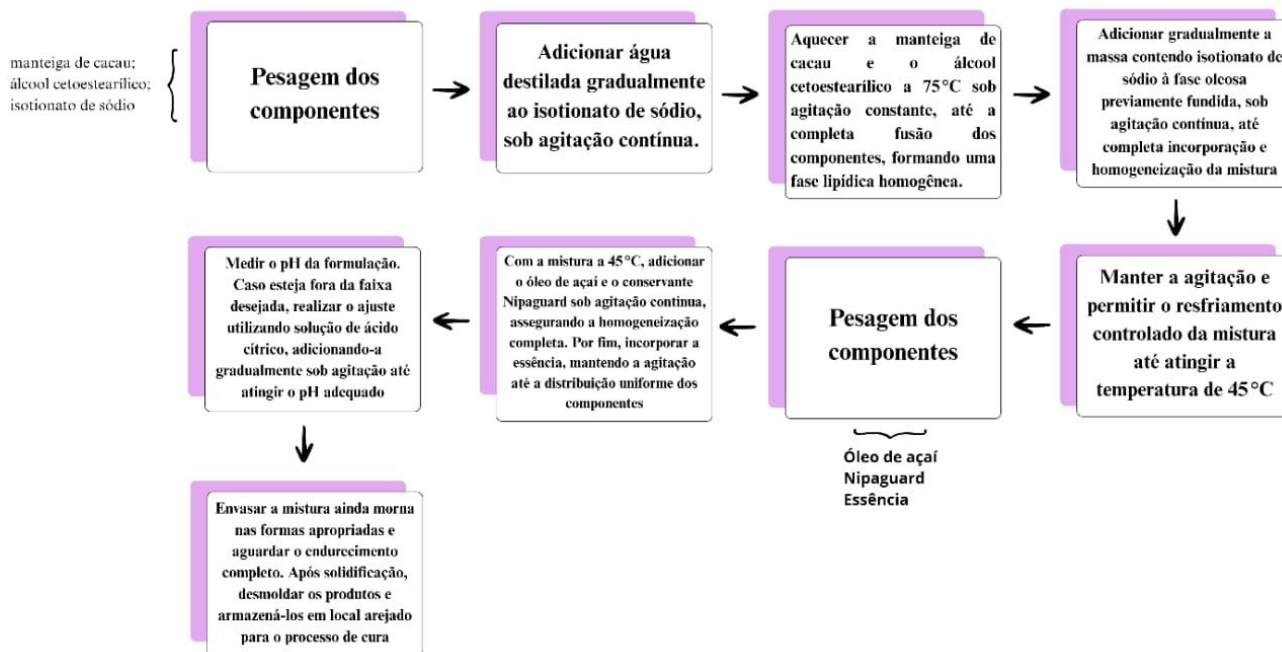 manteiga de cacau;
álcool cetoestearílico;
isotionato de sódio
Pesagem dos
componentes
Adicionar água
destilada gradualmente
ao isotionato de sódio,
sob agitação contínua.
Aquecer a manteiga de
cacau e o álcool
cetoestearílico a 75°C sob
agitação constante, até a
completa fusão dos
componentes, formando uma
fase lipídica homogênea.
Adicionar gradualmente a
massa contendo isotionato de
sódio à fase oleosa
previamente fundida, sob
agitação contínua, até
completa incorporação e
homogeneização da mistura
Manter a agitação e
permitir o resfriamento
controlado da mistura
até atingir a
temperatura de 45°C
Pesagem dos
componentes
Óleo de açaí
Nipaguard
Essência
Com a mistura a 45°C, adicionar
o óleo de açaí e o conservante
Nipaguard sob agitação contínua,
assegurando a homogeneização
completa. Por fim, incorporar a
essência, mantendo a agitação
até a distribuição uniforme dos
componentes
Medir o pH da formulação.
Caso esteja fora da faixa
desejada, realizar o ajuste
utilizando solução de ácido
cítrico, adicionando-a
gradualmente sob agitação até
atingir o pH adequado
Envasar a mistura ainda morna
nas formas apropriadas e
aguardar o endurecimento
completo. Após solidificação,
desmoldar os produtos e
armazená-los em local arejado
para o processo de cura